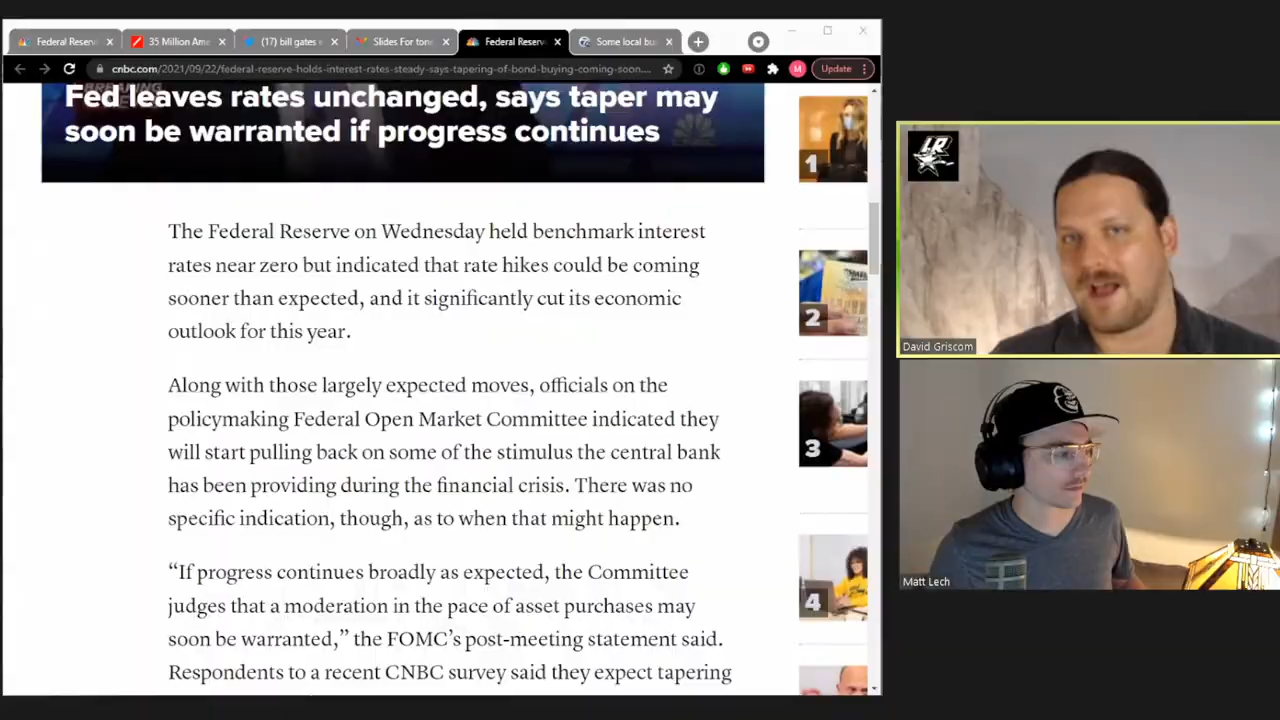 Federal Reserv
35 Million Ame
(17) bill gates e
Slides For ton
Federal Reserv
Some local bu
cnbc.com/2021/09/22/federal-reserve-holds-interest-rates-steady-says-tapering-of-bond-buying-coming-soon....
M
Update
Fed leaves rates unchanged, says taper may
soon be warranted if progress continues
The Federal Reserve on Wednesday held benchmark interest
rates near zero but indicated that rate hikes could be coming
sooner than expected, and it significantly cut its economic
outlook for this year.
Along with those largely expected moves, officials on the
policymaking Federal Open Market Committee indicated they
will start pulling back on some of the stimulus the central bank
has been providing during the financial crisis. There was no
specific indication, though, as to when that might happen.
“If progress continues broadly as expected, the Committee
judges that a moderation in the pace of asset purchases may
soon be warranted,” the FOMC’s post-meeting statement said.
Respondents to a recent CNBC survey said they expect tapering
1
2
3
4
LR
David Griscom
Matt Lech